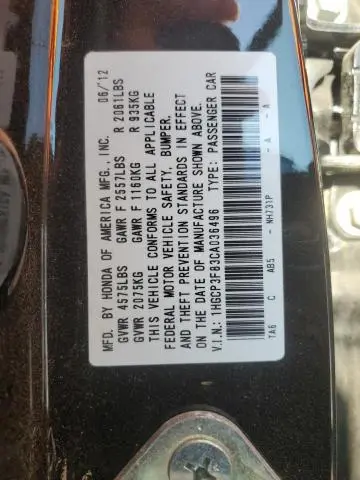 MFD. BY HONDA OF AMERICA MFG., INC. 06/12
GVWR 4575LBS GAWR F 2557LBS R 2061LBS
GVWR 2075KG GAWR F 1160KG R 935KG
THIS VEHICLE CONFORMS TO ALL APPLICABLE
FEDERAL MOTOR VEHICLE SAFETY, BUMPER,
AND THEFT PREVENTION STANDARDS IN EFFECT
ON THE DATE OF MANUFACTURE SHOWN ABOVE.
V.I.N.: 1HGCP3F83CA036496 TYPE: PASSENGER CAR
TA6 C AB5 - NH731P - A - A